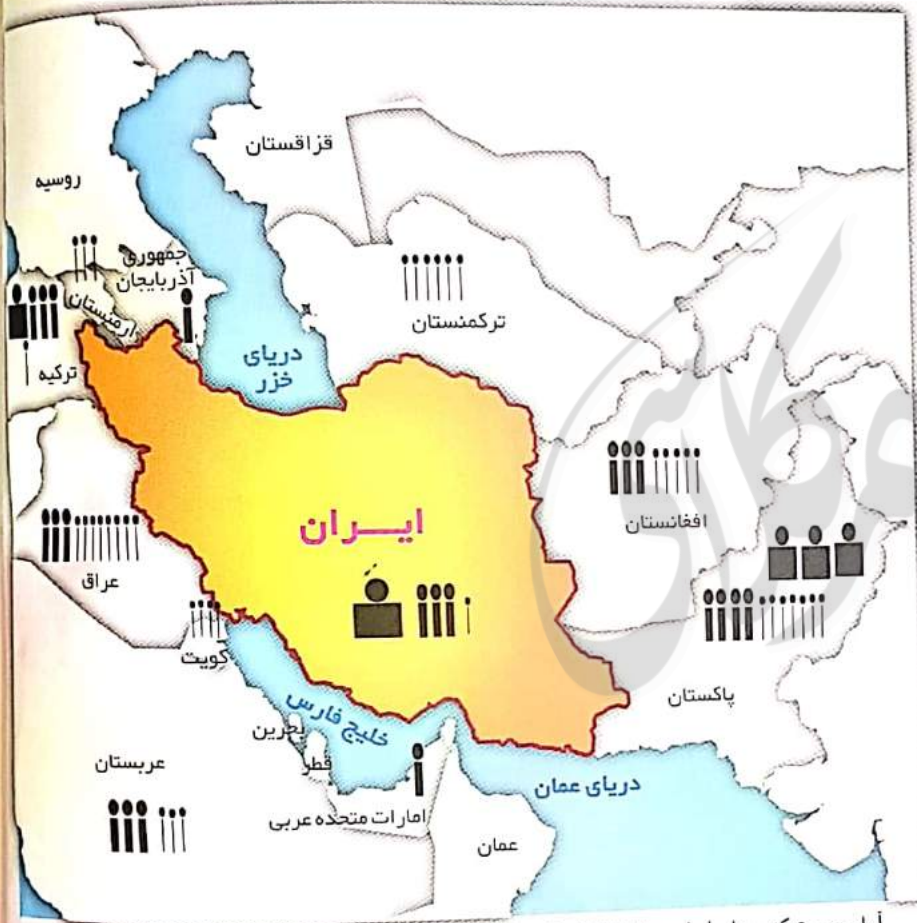 قزاقستان
روسیه
جمهوری
آذربایجان
ارمنستان
ترکمنستان
ترکیه
دریای
خزر
افغانستان
ایــران
عراق
کویت
پاکستان
خلیج فارس
بحرین
قطر
عربستان
دریای عمان
امارات متحده عربی
عمان